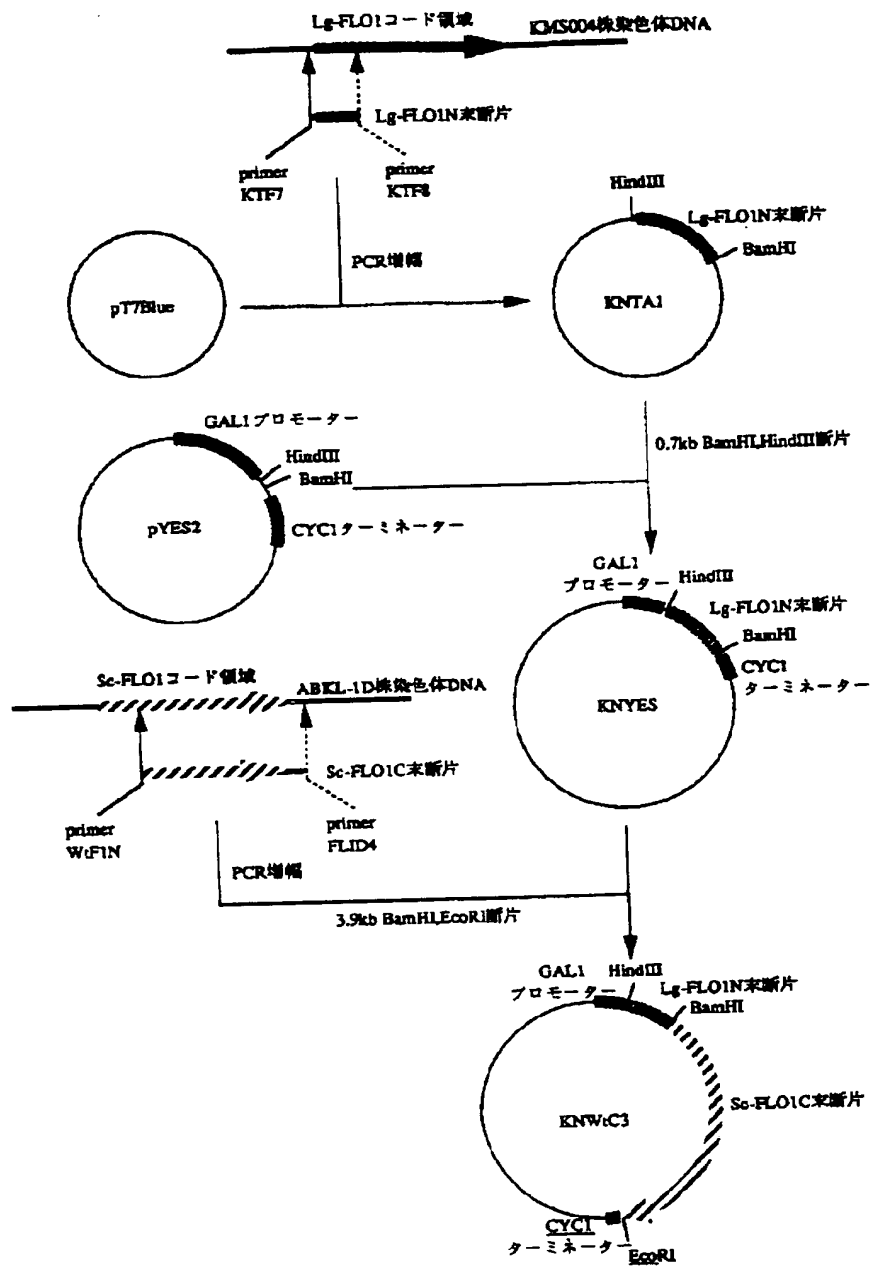 Lg-FLO1コード領域
KMS004株染色体DNA
Lg-FLO1N末断片
primer
KTF7
primer
KTF8
HindIII
Lg-FLO1N末断片
BamHI
PCR増幅
pT7Blue
KNTA1
GAL1プロモーター
HindIII
BamHI
0.7kb BamHI,HindIII断片
pYES2
CYC1ターミネーター
GAL1
プロモーター
HindIII
Lg-FLO1N末断片
BamHI
CYC1
ターミネーター
KNYES
Sc-FLO1コード領域
ABKL-1D株染色体DNA
Sc-FLO1C末断片
primer
WtF1N
primer
FLID4
PCR増幅
3.9kb BamHI,EcoRI断片
GAL1
プロモーター
HindIII
Lg-FLO1N末断片
BamHI
KNWtC3
Sc-FLO1C末断片
CYC1
ターミネーター
EcoRI